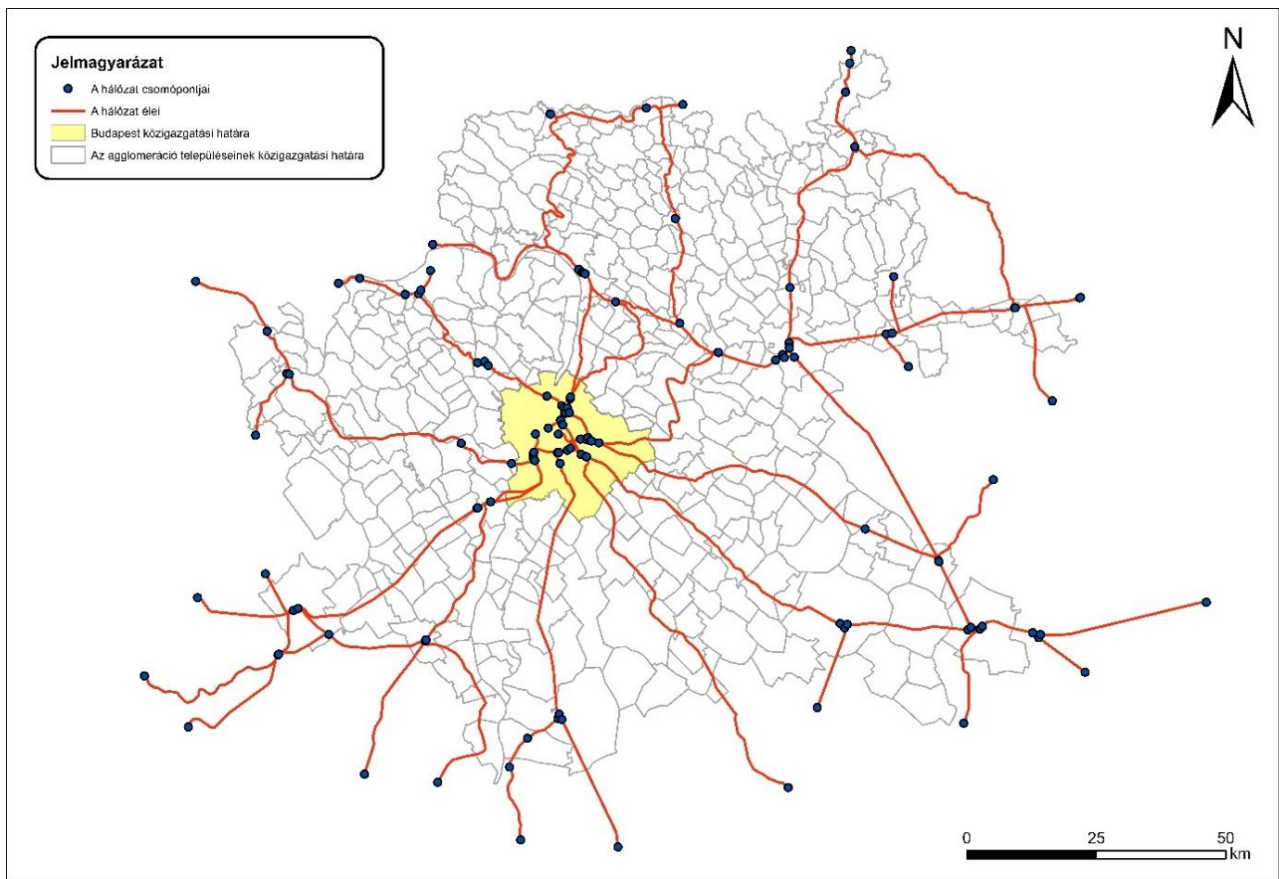 Jelmagyarázat
A hálózat csomópontjai
A hálózat élei
Budapest közigazgatási határa
Az agglomeráció településeinek közigazgatási határa
N
0 25 50
km